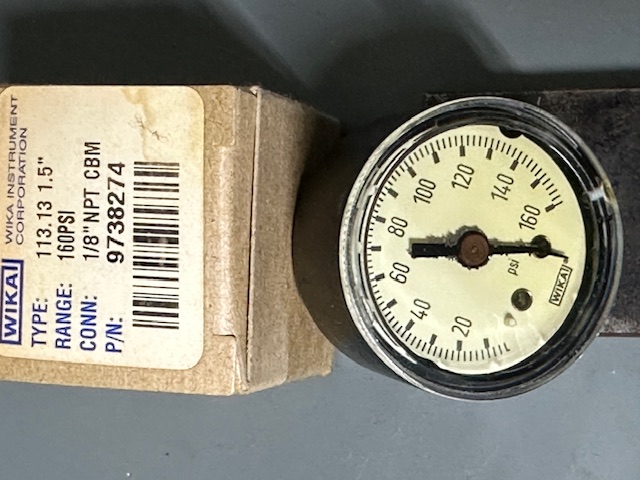 WIKA WIKA INSTRUMENT
CORPORATION
TYPE: 113.13 1.5"
RANGE: 160PSI
CONN: 1/8" NPT CBM
P/N: 9738274
20
40
60
80
100
120
140
160
psi
WIKA